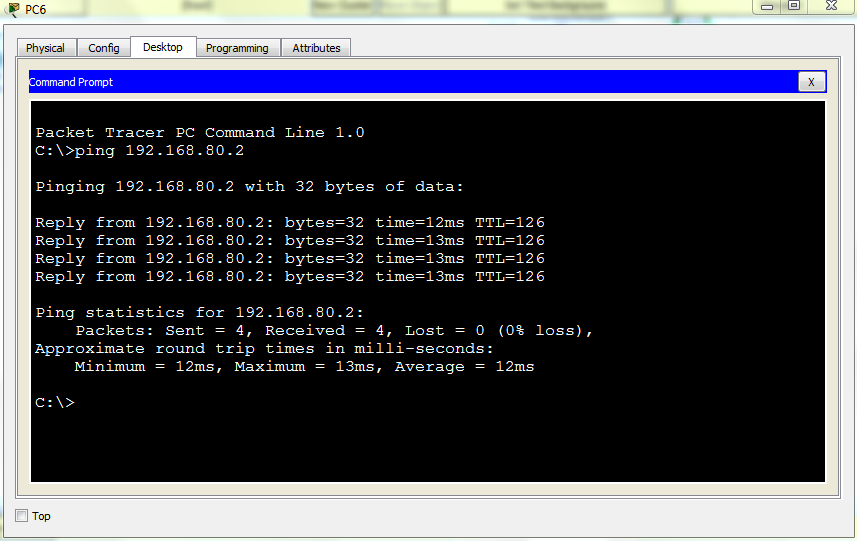 PC6
Physical Config Desktop Programming Attributes
Command Prompt X
Packet Tracer PC Command Line 1.0
C:\>ping 192.168.80.2
Pinging 192.168.80.2 with 32 bytes of data:
Reply from 192.168.80.2: bytes=32 time=12ms TTL=126
Reply from 192.168.80.2: bytes=32 time=13ms TTL=126
Reply from 192.168.80.2: bytes=32 time=13ms TTL=126
Reply from 192.168.80.2: bytes=32 time=13ms TTL=126
Ping statistics for 192.168.80.2:
Packets: Sent = 4, Received = 4, Lost = 0 (0% loss),
Approximate round trip times in milli-seconds:
Minimum = 12ms, Maximum = 13ms, Average = 12ms
C:\>
Top